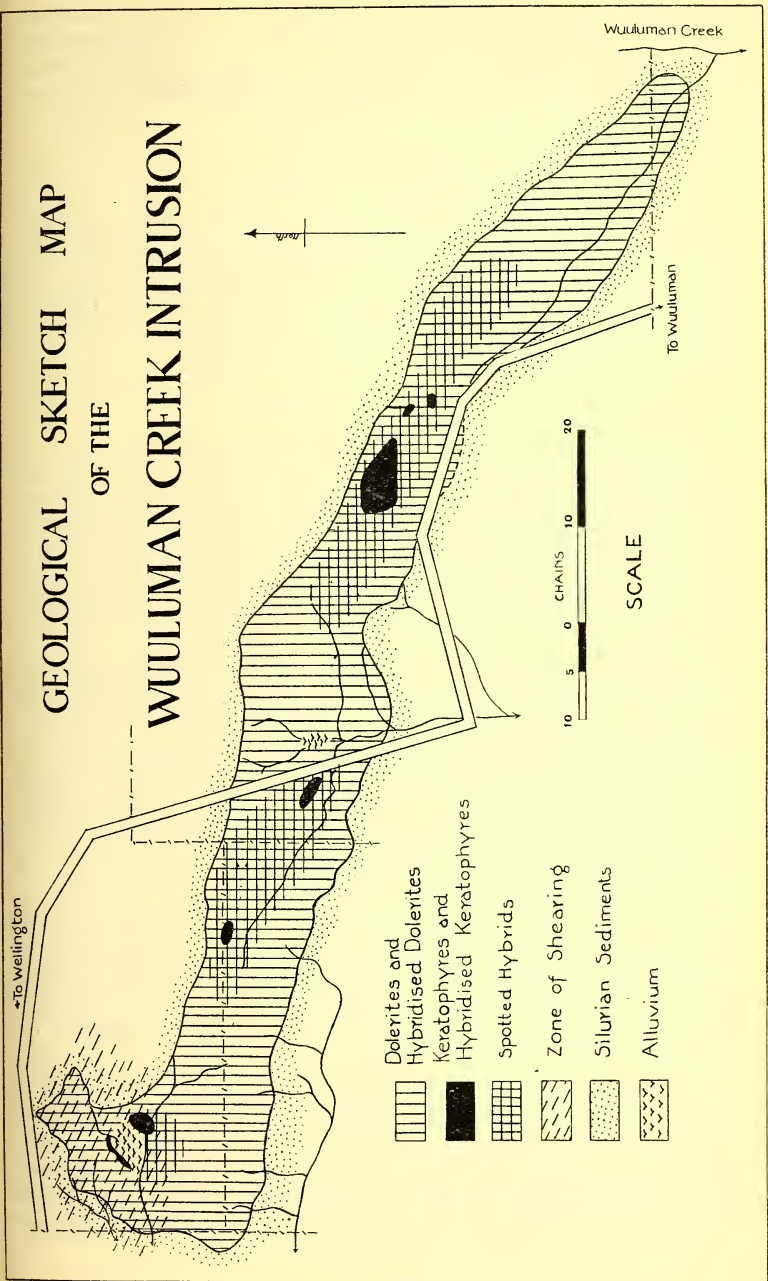 GEOLOGICAL SKETCH MAP
OF THE
WUULUMAN CREEK INTRUSION
Wuuluman Creek
North
To Wellington
To Wuuluman
CHAINS
10 5 0 10 20
SCALE
Dolerites and
Hybridised Dolerites
Keratophyres and
Hybridised Keratophyres
Spotted Hybrids
Zone of Shearing
Silurian Sediments
Alluvium